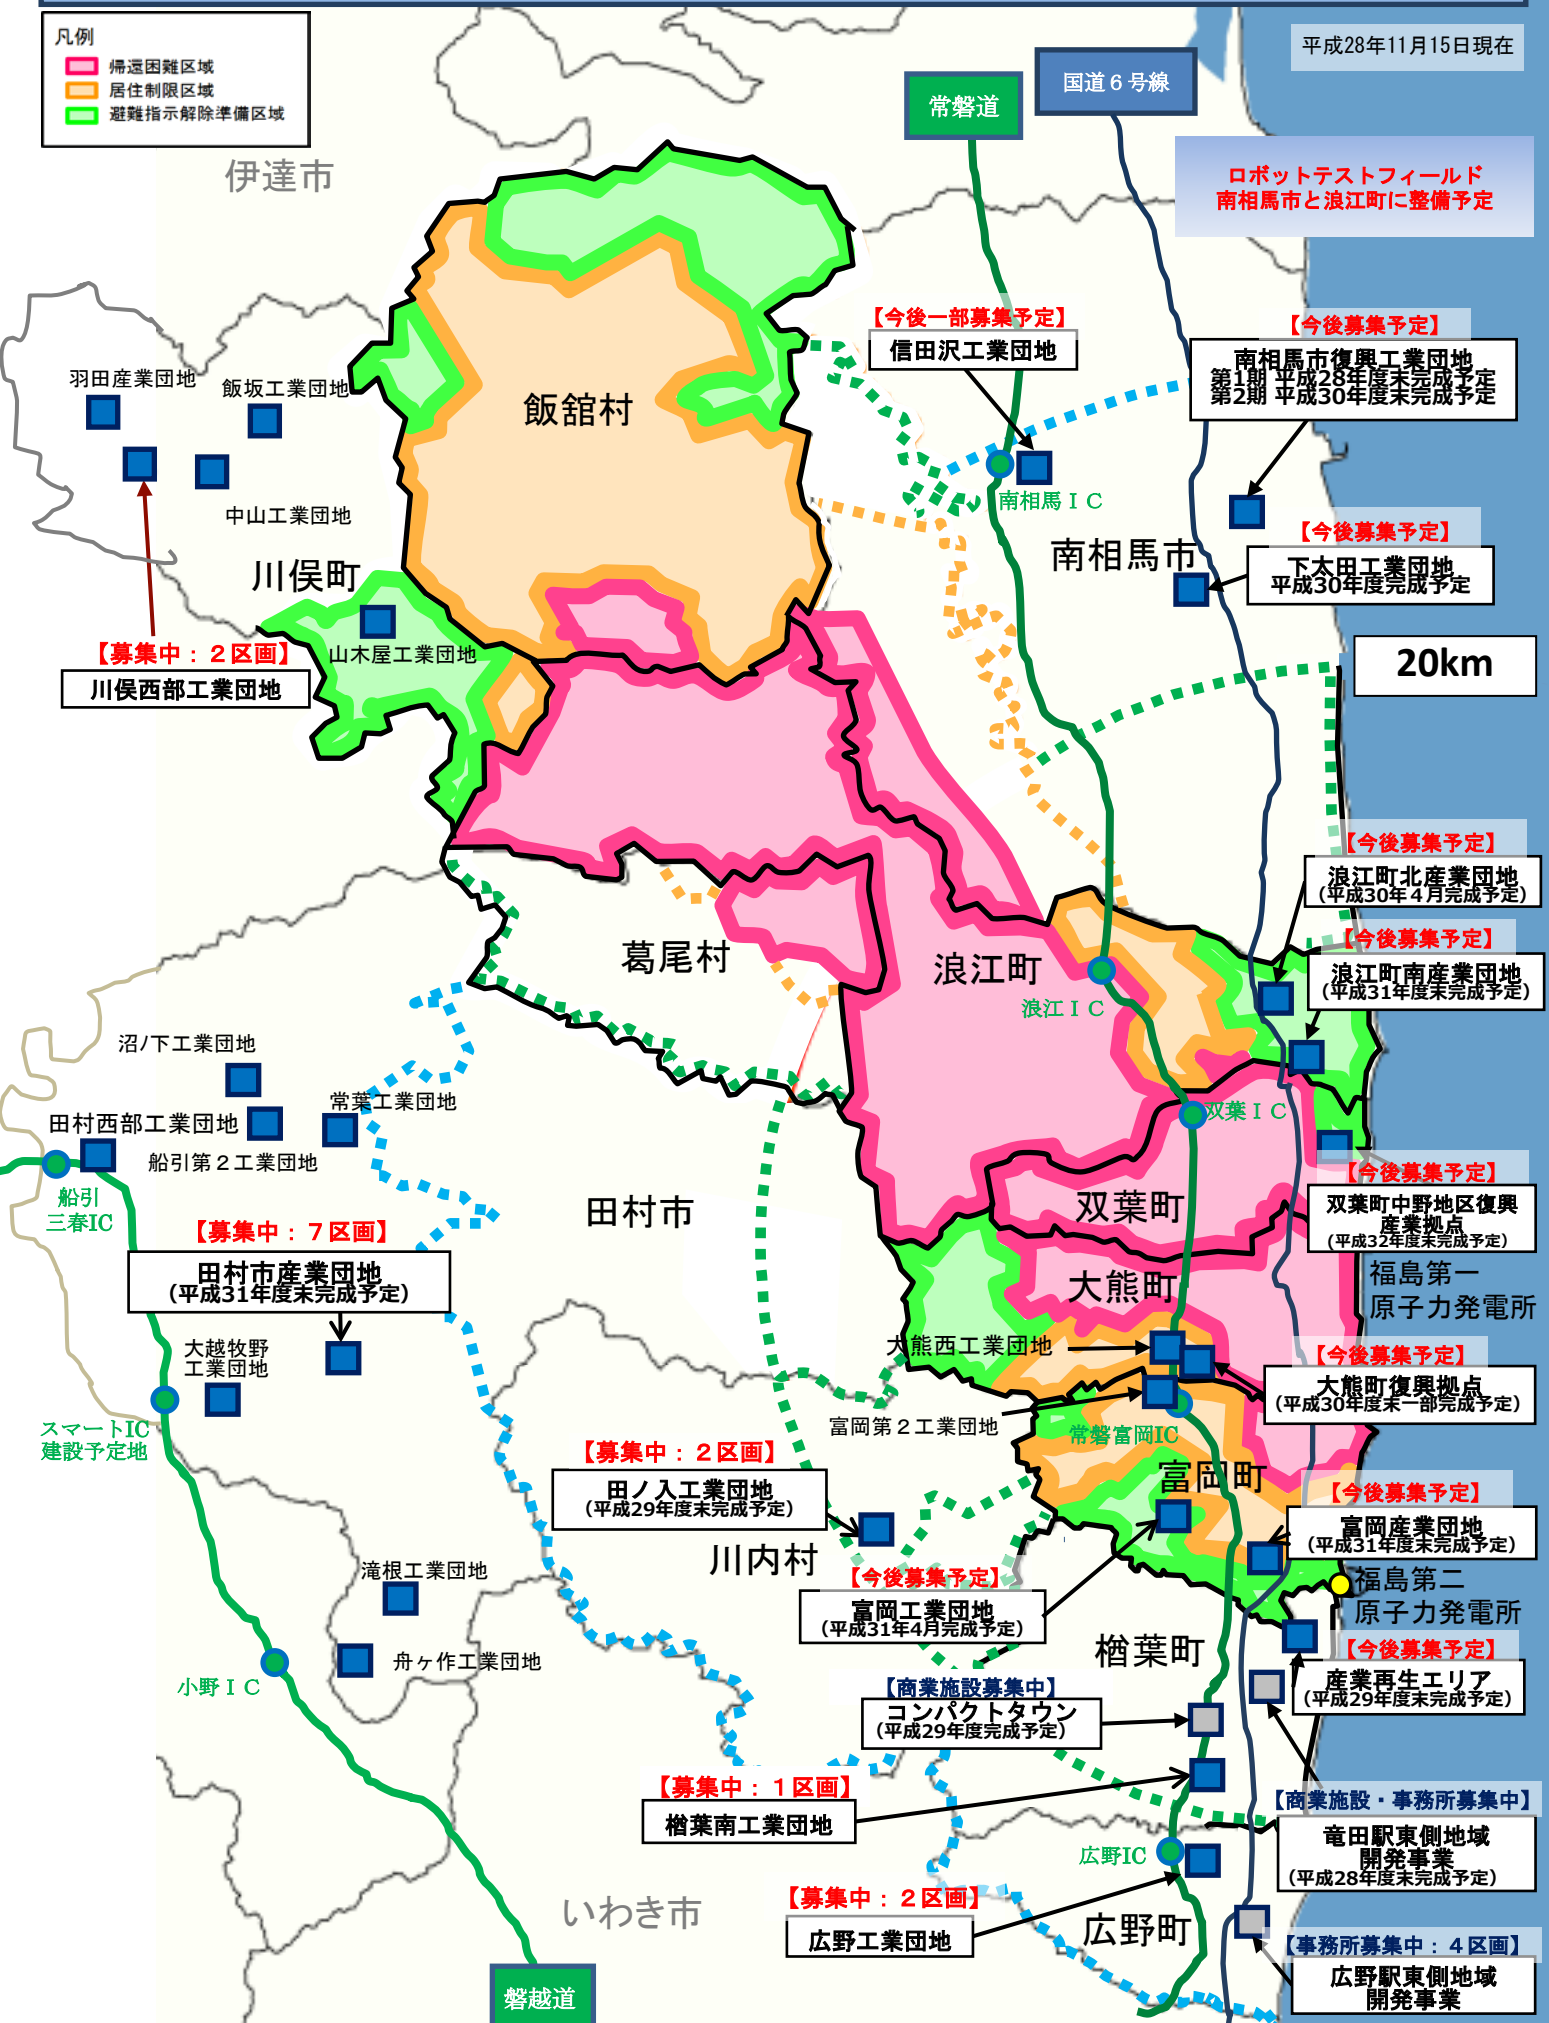 凡例
帰還困難区域
居住制限区域
避難指示解除準備区域
平成28年11月15日現在
国道６号線
常磐道
ロボットテストフィールド
南相馬市と浪江町に整備予定
伊達市
【今後一部募集予定】
信田沢工業団地
【今後募集予定】
南相馬市復興工業団地
第1期 平成28年度末完成予定
第2期 平成30年度末完成予定
羽田産業団地
飯坂工業団地
飯舘村
中山工業団地
南相馬ＩＣ
南相馬市
【今後募集予定】
下太田工業団地
平成30年度完成予定
川俣町
【募集中：２区画】
川俣西部工業団地
山木屋工業団地
20km
【今後募集予定】
浪江町北産業団地
（平成30年４月完成予定）
【今後募集予定】
浪江町南産業団地
（平成31年度末完成予定）
葛尾村
浪江町
浪江ＩＣ
沼ノ下工業団地
常葉工業団地
田村西部工業団地
船引第２工業団地
双葉ＩＣ
船引
三春IC
【今後募集予定】
双葉町中野地区復興
産業拠点
（平成32年度末完成予定）
田村市
双葉町
【募集中：７区画】
田村市産業団地
（平成31年度末完成予定）
大熊町
福島第一
原子力発電所
大越牧野
工業団地
大熊西工業団地
【今後募集予定】
大熊町復興拠点
（平成30年度末一部完成予定）
スマートIC
建設予定地
富岡第２工業団地
常磐富岡IC
【募集中：２区画】
田ノ入工業団地
（平成29年度末完成予定）
富岡町
【今後募集予定】
富岡産業団地
（平成31年度末完成予定）
川内村
滝根工業団地
【今後募集予定】
富岡工業団地
（平成31年4月完成予定）
福島第二
原子力発電所
舟ヶ作工業団地
小野ＩＣ
楢葉町
【今後募集予定】
産業再生エリア
（平成29年度末完成予定）
【商業施設募集中】
コンパクトタウン
（平成29年度完成予定）
【募集中：１区画】
楢葉南工業団地
【商業施設・事務所募集中】
竜田駅東側地域
開発事業
（平成28年度末完成予定）
広野IC
いわき市
【募集中：２区画】
広野工業団地
広野町
【事務所募集中：４区画】
広野駅東側地域
開発事業
磐越道